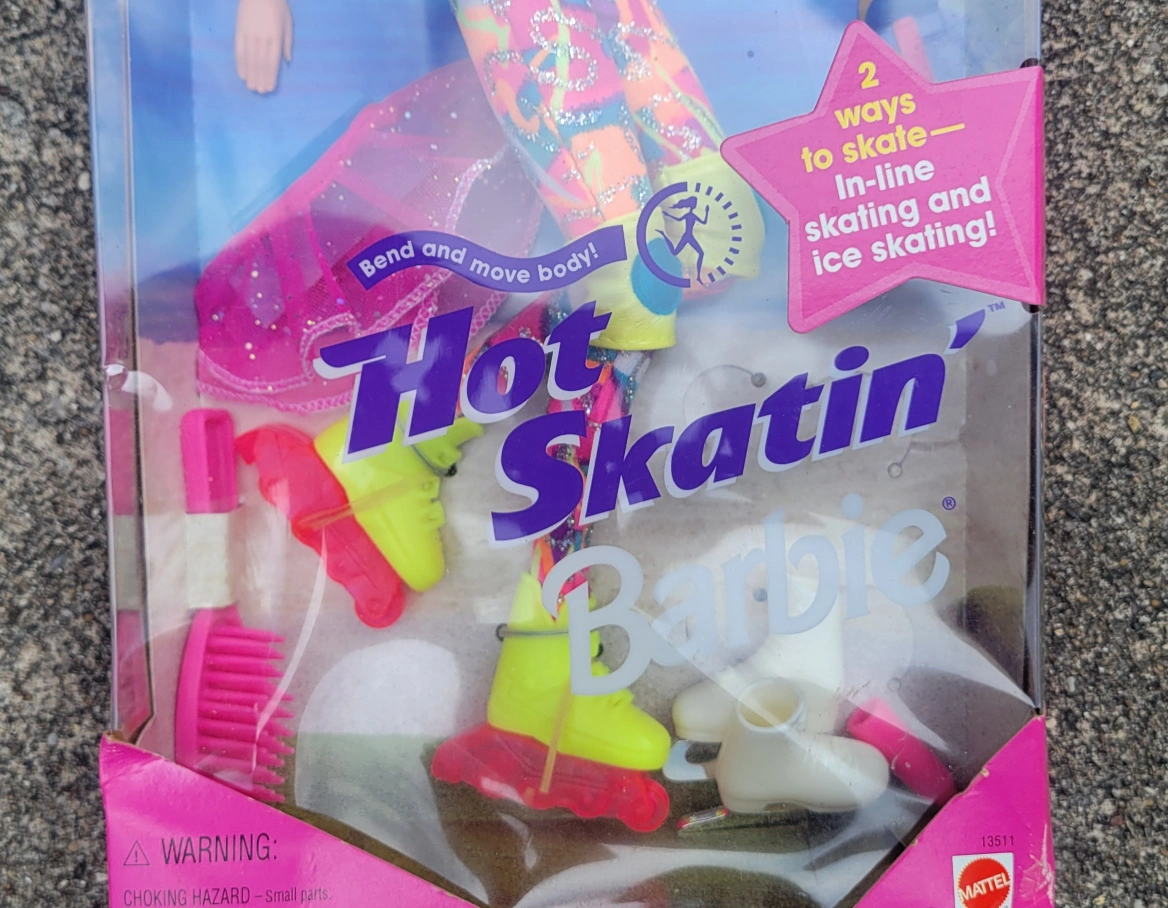 2
ways
to skate—
In-line
skating and
ice skating!
Bend and move body!
Hot
Skatin'™
Barbie®
⚠ WARNING:
CHOKING HAZARD – Small parts.
13511
MATTEL